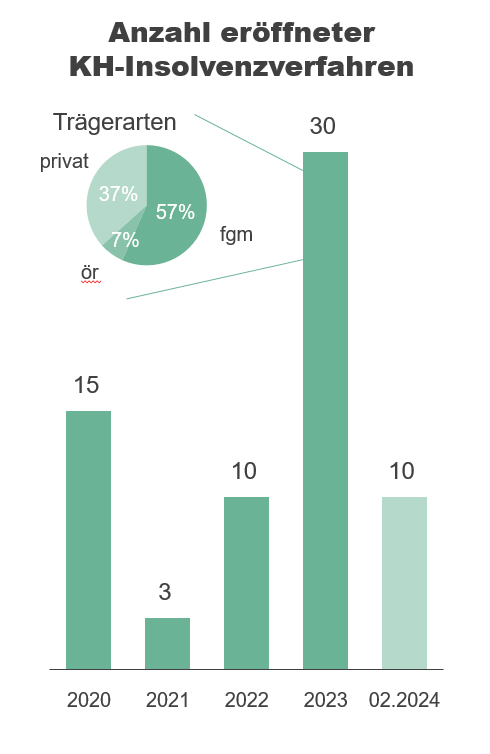 Anzahl eröffneter
KH-Insolvenzverfahren
Trägerarten
privat
37%
57%
7%
fgm
ör
30
15
10
10
3
2020 2021 2022 2023 02.2024